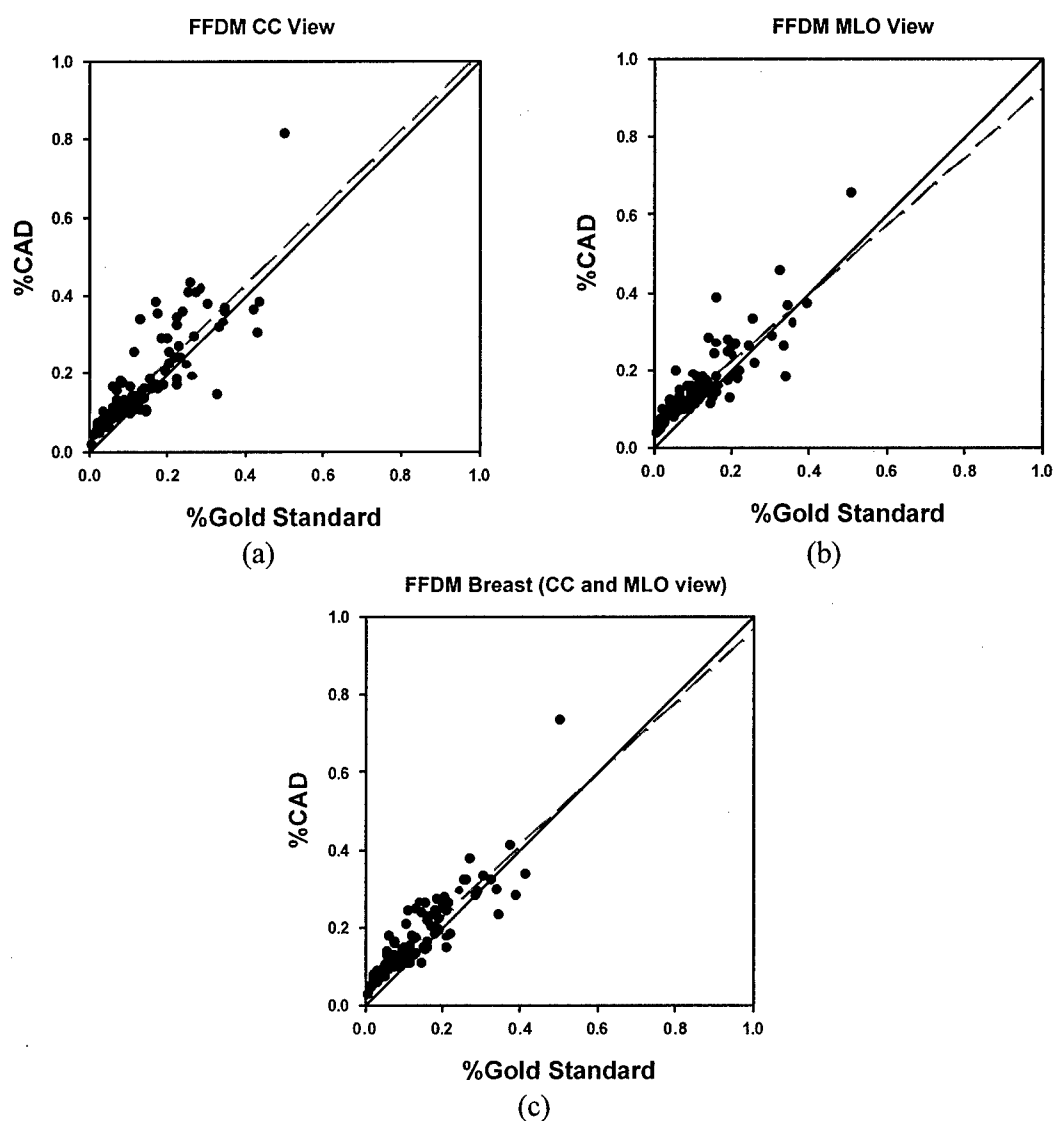 FFDM CC View
1.0
0.8
0.6
0.4
0.2
0.0
%CAD
0.0 0.2 0.4 0.6 0.8 1.0
%Gold Standard
(a)
FFDM MLO View
1.0
0.8
0.6
0.4
0.2
0.0
%CAD
0.0 0.2 0.4 0.6 0.8 1.0
%Gold Standard
(b)
FFDM Breast (CC and MLO view)
1.0
0.8
0.6
0.4
0.2
0.0
%CAD
0.0 0.2 0.4 0.6 0.8 1.0
%Gold Standard
(c)